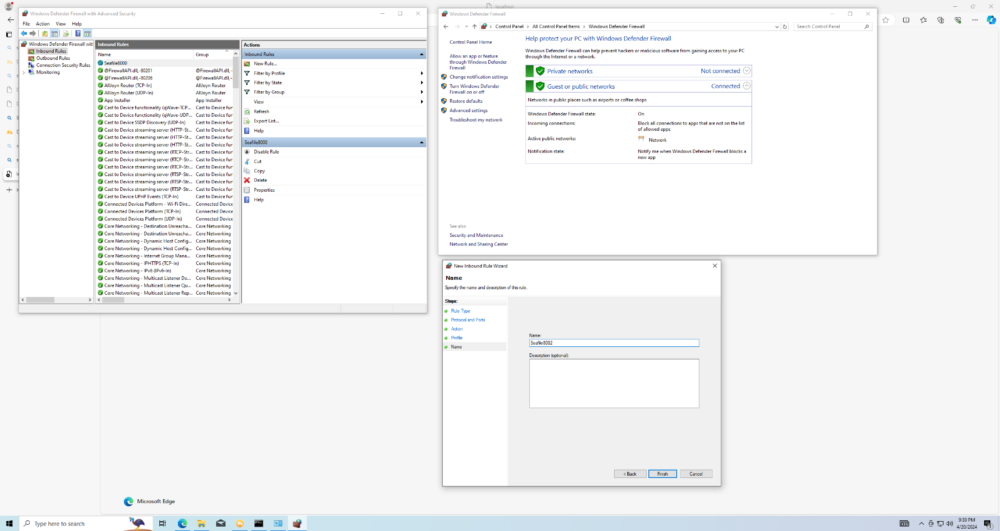 localhost
Windows Defender Firewall with Advanced Security
File Action View Help
Windows Defender Firewall wit
Inbound Rules
Outbound Rules
Connection Security Rules
Monitoring
Inbound Rules
Name Group
Seafile8000
@FirewallAPI.dll,-80201 @FirewallAPI.dll,-
@FirewallAPI.dll,-80206 @FirewallAPI.dll,-
AllJoyn Router (TCP-In) AllJoyn Router
AllJoyn Router (UDP-In) AllJoyn Router
App Installer App Installer
Cast to Device functionality (qWave-TCP... Cast to Device fun
Cast to Device functionality (qWave-UDP... Cast to Device fun
Cast to Device SSDP Discovery (UDP-In) Cast to Device fun
Cast to Device streaming server (HTTP-St... Cast to Device fun
Cast to Device streaming server (HTTP-St... Cast to Device fun
Cast to Device streaming server (HTTP-St... Cast to Device fun
Cast to Device streaming server (RTCP-Str... Cast to Device fun
Cast to Device streaming server (RTCP-Str... Cast to Device fun
Cast to Device streaming server (RTCP-Str... Cast to Device fun
Cast to Device streaming server (RTSP-Str... Cast to Device fun
Cast to Device streaming server (RTSP-Str... Cast to Device fun
Cast to Device streaming server (RTSP-Str... Cast to Device fun
Cast to Device UPnP Events (TCP-In) Cast to Device fun
Connected Devices Platform - Wi-Fi Dire... Connected Device
Connected Devices Platform (TCP-In) Connected Device
Connected Devices Platform (UDP-In) Connected Device
Core Networking - Destination Unreacha... Core Networking
Core Networking - Destination Unreacha... Core Networking
Core Networking - Dynamic Host Config... Core Networking
Core Networking - Dynamic Host Config... Core Networking
Core Networking - Internet Group Mana... Core Networking
Core Networking - IPHTTPS (TCP-In) Core Networking
Core Networking - IPv6 (IPv6-In) Core Networking
Core Networking - Multicast Listener Do... Core Networking
Core Networking - Multicast Listener Qu... Core Networking
Core Networking - Multicast Listener Rep... Core Networking
Actions
Inbound Rules
New Rule...
Filter by Profile
Filter by State
Filter by Group
View
Refresh
Export List...
Help
Seafile8000
Disable Rule
Cut
Copy
Delete
Properties
Help
Windows Defender Firewall
Control Panel > All Control Panel Items > Windows Defender Firewall
Search Control Panel
Control Panel Home
Allow an app or feature
through Windows Defender
Firewall
Change notification settings
Turn Windows Defender
Firewall on or off
Restore defaults
Advanced settings
Troubleshoot my network
See also
Security and Maintenance
Network and Sharing Center
Help protect your PC with Windows Defender Firewall
Windows Defender Firewall can help prevent hackers or malicious software from gaining access to your PC
through the Internet or a network.
Private networks Not connected
Guest or public networks Connected
Networks in public places such as airports or coffee shops
Windows Defender Firewall state: On
Incoming connections: Block all connections to apps that are not on the list
of allowed apps
Active public networks: Network
Notification state: Notify me when Windows Defender Firewall blocks a
new app
New Inbound Rule Wizard
Name
Specify the name and description of this rule.
Steps:
Rule Type
Protocol and Ports
Action
Profile
Name
Name:
Seafile8082
Description (optional):
< Back Finish Cancel
Microsoft Edge
Type here to search
9:30 PM
4/20/2024
1